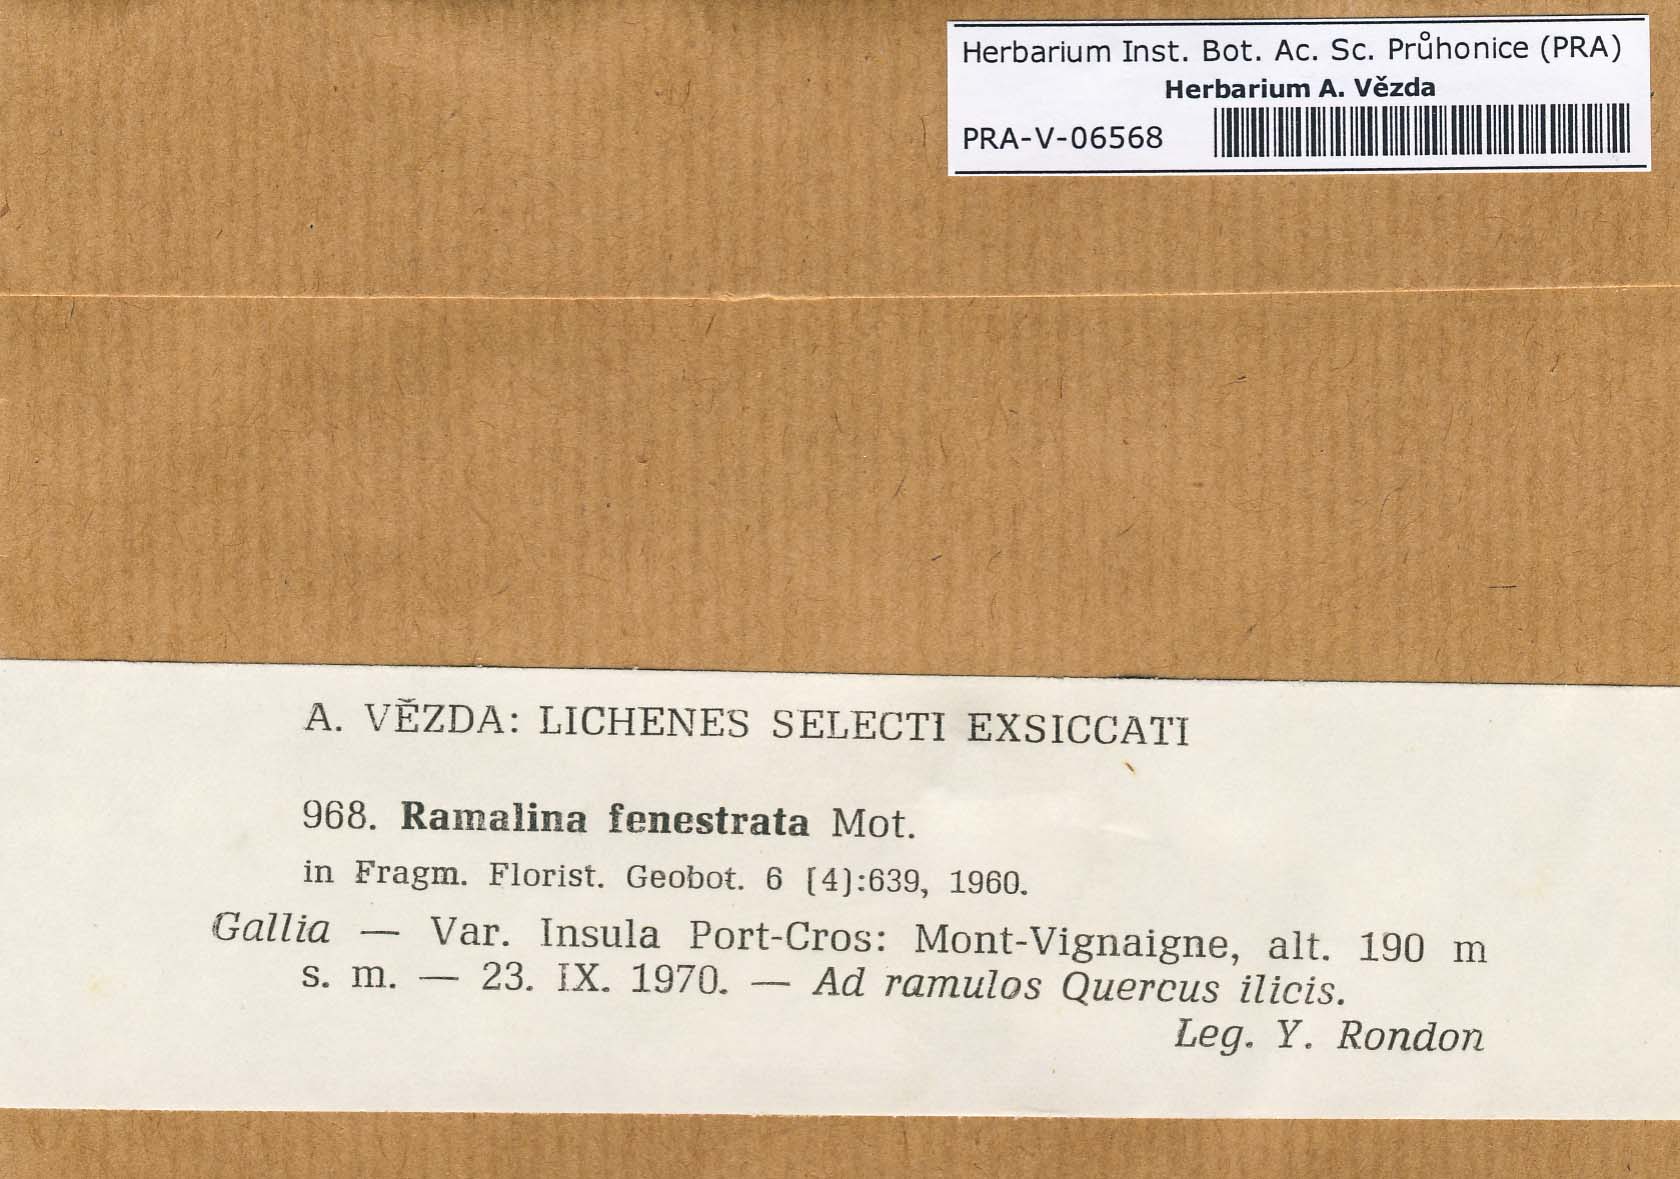 Herbarium Inst. Bot. Ac. Sc. Průhonice (PRA)
Herbarium A. Vězda
PRA-V-06568
A. VĚZDA: LICHENES SELECTI EXSICCATI
968. Ramalina fenestrata Mot.
in Fragm. Florist. Geobot. 6 (4):639, 1960.
Gallia — Var. Insula Port-Cros: Mont-Vignaigne, alt. 190 m
s. m. — 23. IX. 1970. — Ad ramulos Quercus ilicis.
Leg. Y. Rondon